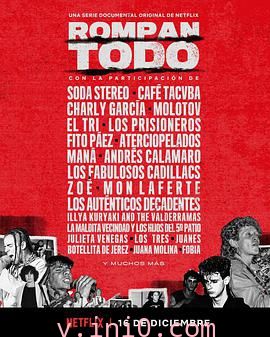 UNA SERIE DOCUMENTAL ORIGINAL DE NETFLIX
ROMPAN
TODO
CON LA PARTICIPACIÓN DE
SODA STEREO • CAFÉ TACVBA
CHARLY GARCÍA • MOLOTOV
EL TRI • LOS PRISIONEROS
FITO PÁEZ • ATERCIOPELADOS
MANÁ • ANDRÉS CALAMARO
LOS FABULOSOS CADILLACS
ZOÉ • MON LAFERTE
LOS AUTÉNTICOS DECADENTES
ILLYA KURYAKI AND THE VALDERRAMAS
LA MALDITA VECINDAD Y LOS HIJOS DEL 5º PATIO
JULIETA VENEGAS • LOS TRES • JUANES
BOTELLITA DE JEREZ • JUANA MOLINA • FOBIA
Y MUCHOS MÁS
NETFLIX | 16 DE DICIEMBRE
v.ihi0.com